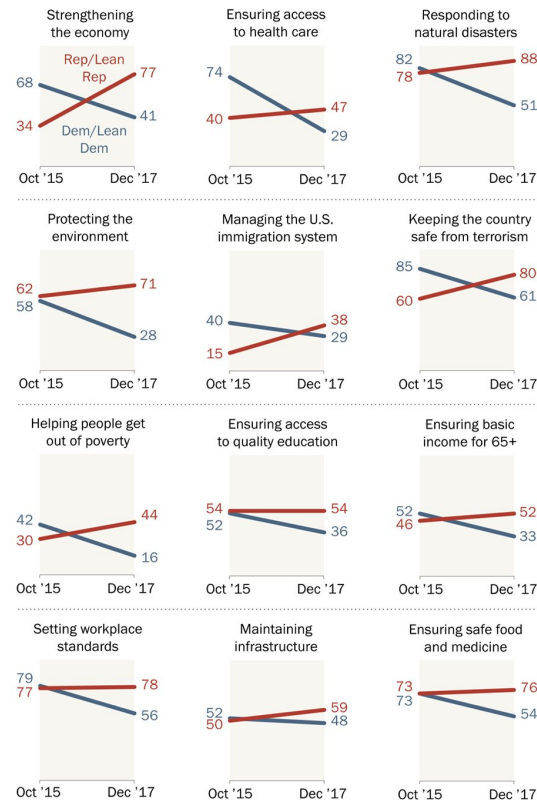 Strengthening
the economy
Rep/Lean
Rep
68
77
34
41
Dem/Lean
Dem
Oct ’15
Dec ’17
Ensuring access
to health care
74
40
47
29
Oct ’15
Dec ’17
Responding to
natural disasters
82
78
88
51
Oct ’15
Dec ’17
Protecting the
environment
62
58
71
28
Oct ’15
Dec ’17
Managing the U.S.
immigration system
40
15
38
29
Oct ’15
Dec ’17
Keeping the country
safe from terrorism
85
60
80
61
Oct ’15
Dec ’17
Helping people get
out of poverty
42
30
44
16
Oct ’15
Dec ’17
Ensuring access
to quality education
54
52
54
36
Oct ’15
Dec ’17
Ensuring basic
income for 65+
52
46
52
33
Oct ’15
Dec ’17
Setting workplace
standards
79
77
78
56
Oct ’15
Dec ’17
Maintaining
infrastructure
52
50
59
48
Oct ’15
Dec ’17
Ensuring safe food
and medicine
73
73
76
54
Oct ’15
Dec ’17